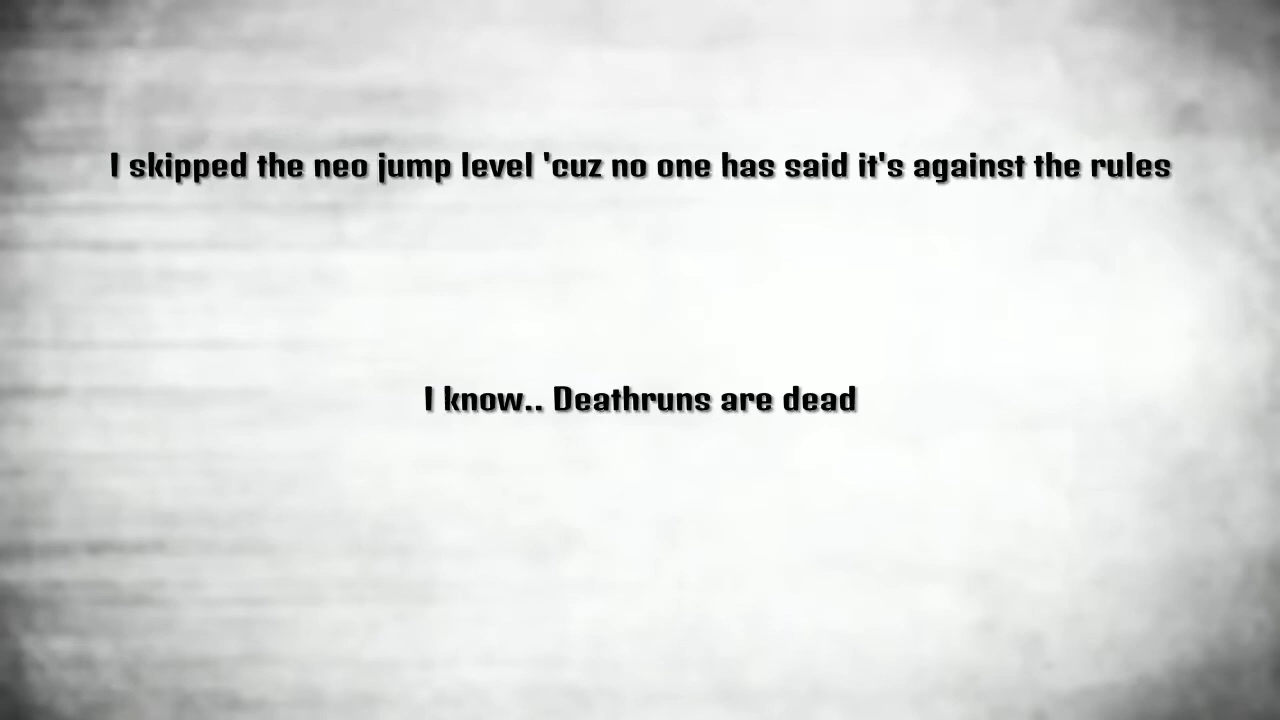 I skipped the neo jump level 'cuz no one has said it's against the rules
I know.. Deathruns are dead